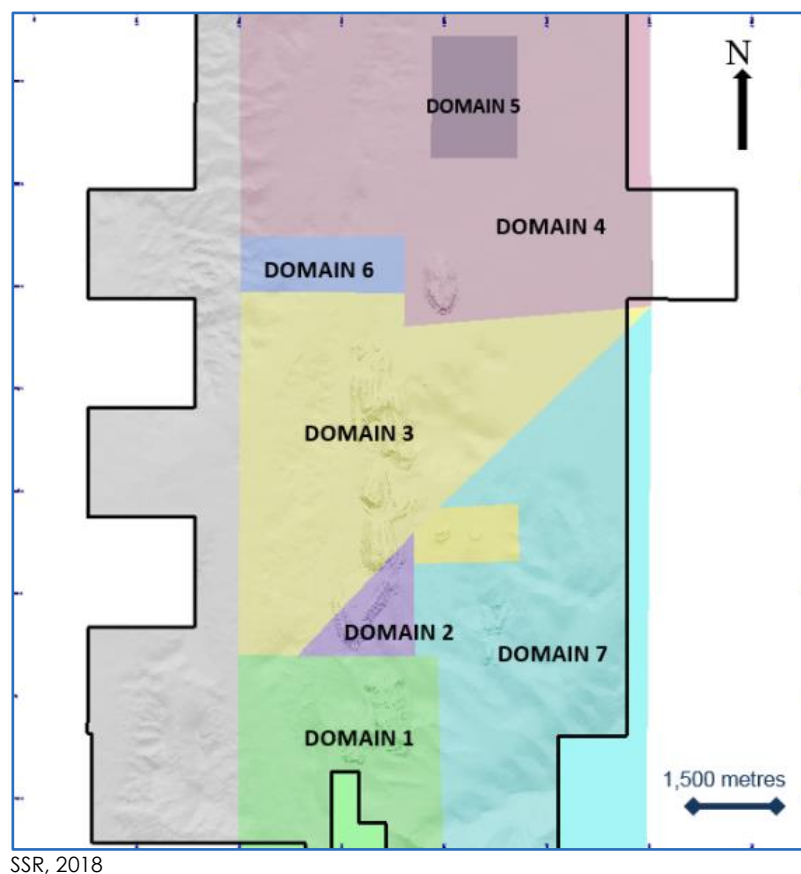 N
DOMAIN 5
DOMAIN 4
DOMAIN 6
DOMAIN 3
DOMAIN 2
DOMAIN 7
DOMAIN 1
1,500 metres
SSR, 2018